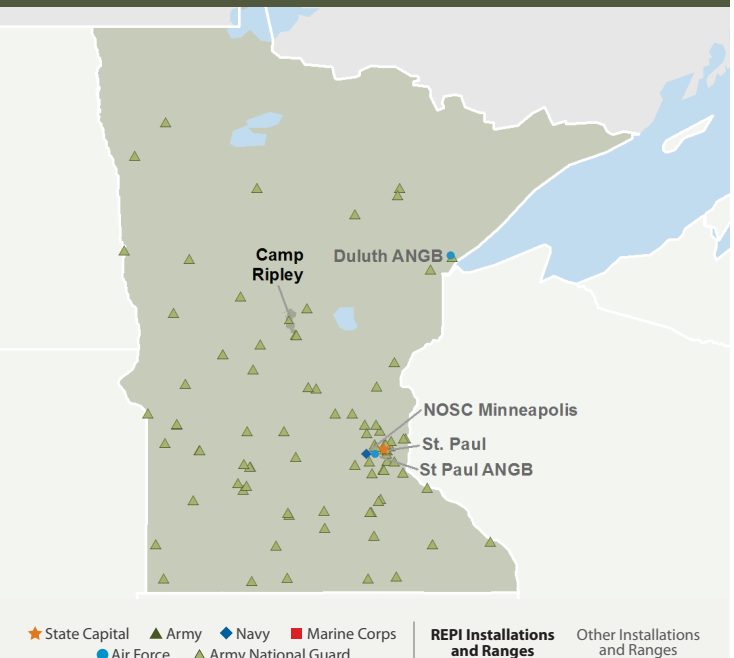 Camp
Ripley
Duluth ANGB
NOSC Minneapolis
St. Paul
St Paul ANGB
State Capital
Army
Navy
Marine Corps
Air Force
Army National Guard
REPI Installations
and Ranges
Other Installations
and Ranges